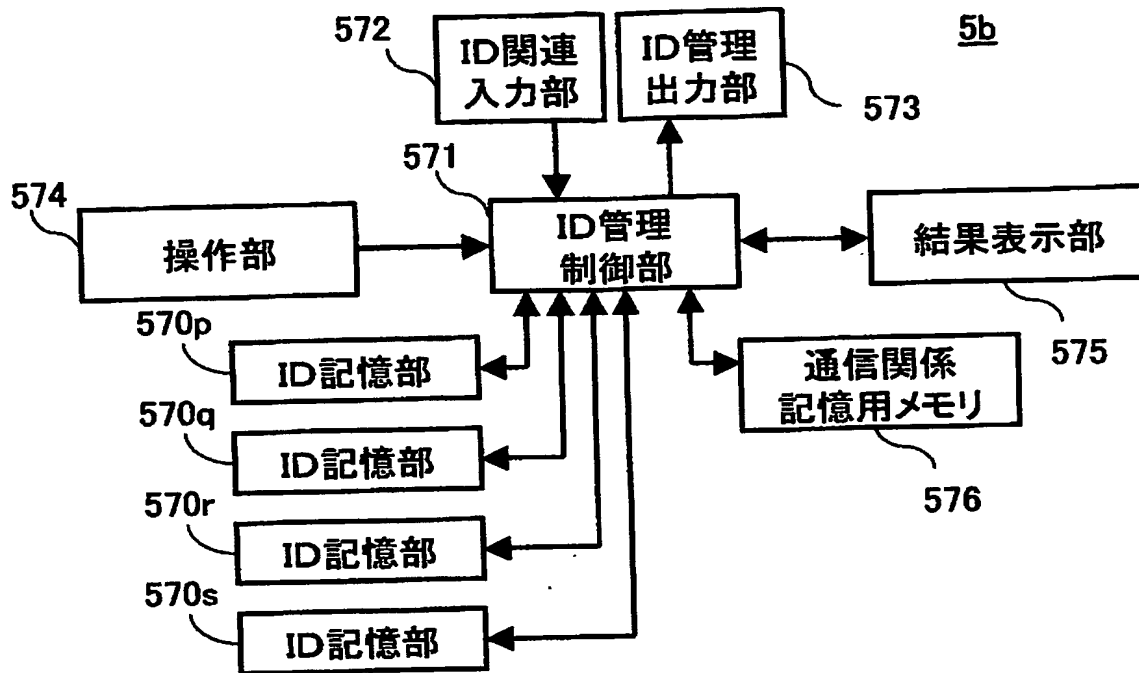 572
ID関連
入力部
ID管理
出力部
5b
573
571
574
操作部
ID管理
制御部
結果表示部
575
570p
ID記憶部
通信関係
記憶用メモリ
576
570q
ID記憶部
570r
ID記憶部
570s
ID記憶部